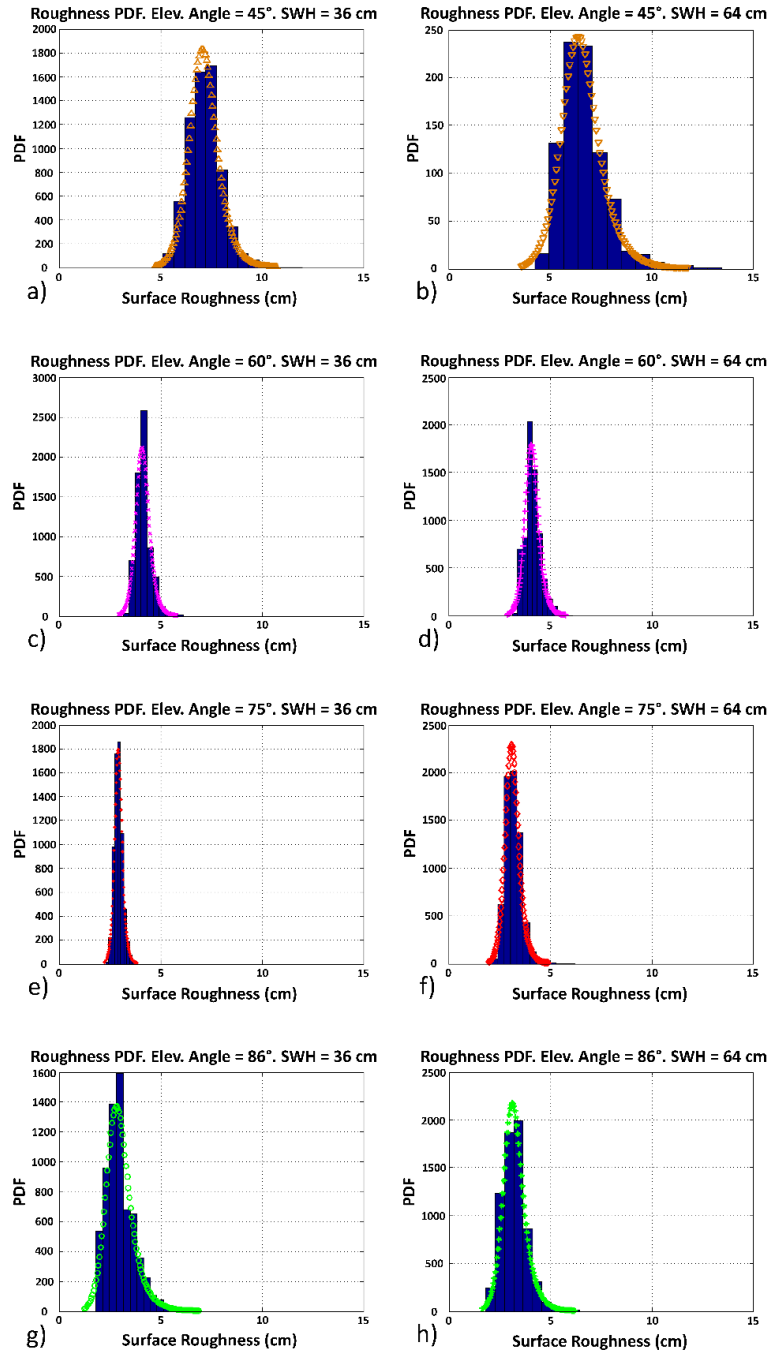 Roughness PDF. Elev. Angle = 45°. SWH = 36 cm
2000
1800
1600
1400
1200
1000
800
600
400
200
0
PDF
0 5 10 15
Surface Roughness (cm)
a)
Roughness PDF. Elev. Angle = 45°. SWH = 64 cm
250
200
150
100
50
0
PDF
0 5 10 15
Surface Roughness (cm)
b)
Roughness PDF. Elev. Angle = 60°. SWH = 36 cm
3000
2500
2000
1500
1000
500
0
PDF
0 5 10 15
Surface Roughness (cm)
c)
Roughness PDF. Elev. Angle = 60°. SWH = 64 cm
2500
2000
1500
1000
500
0
PDF
0 5 10 15
Surface Roughness (cm)
d)
Roughness PDF. Elev. Angle = 75°. SWH = 36 cm
2000
1800
1600
1400
1200
1000
800
600
400
200
0
PDF
0 5 10 15
Surface Roughness (cm)
e)
Roughness PDF. Elev. Angle = 75°. SWH = 64 cm
2500
2000
1500
1000
500
0
PDF
0 5 10 15
Surface Roughness (cm)
f)
Roughness PDF. Elev. Angle = 86°. SWH = 36 cm
1600
1400
1200
1000
800
600
400
200
0
PDF
0 5 10 15
Surface Roughness (cm)
g)
Roughness PDF. Elev. Angle = 86°. SWH = 64 cm
2500
2000
1500
1000
500
0
PDF
0 5 10 15
Surface Roughness (cm)
h)